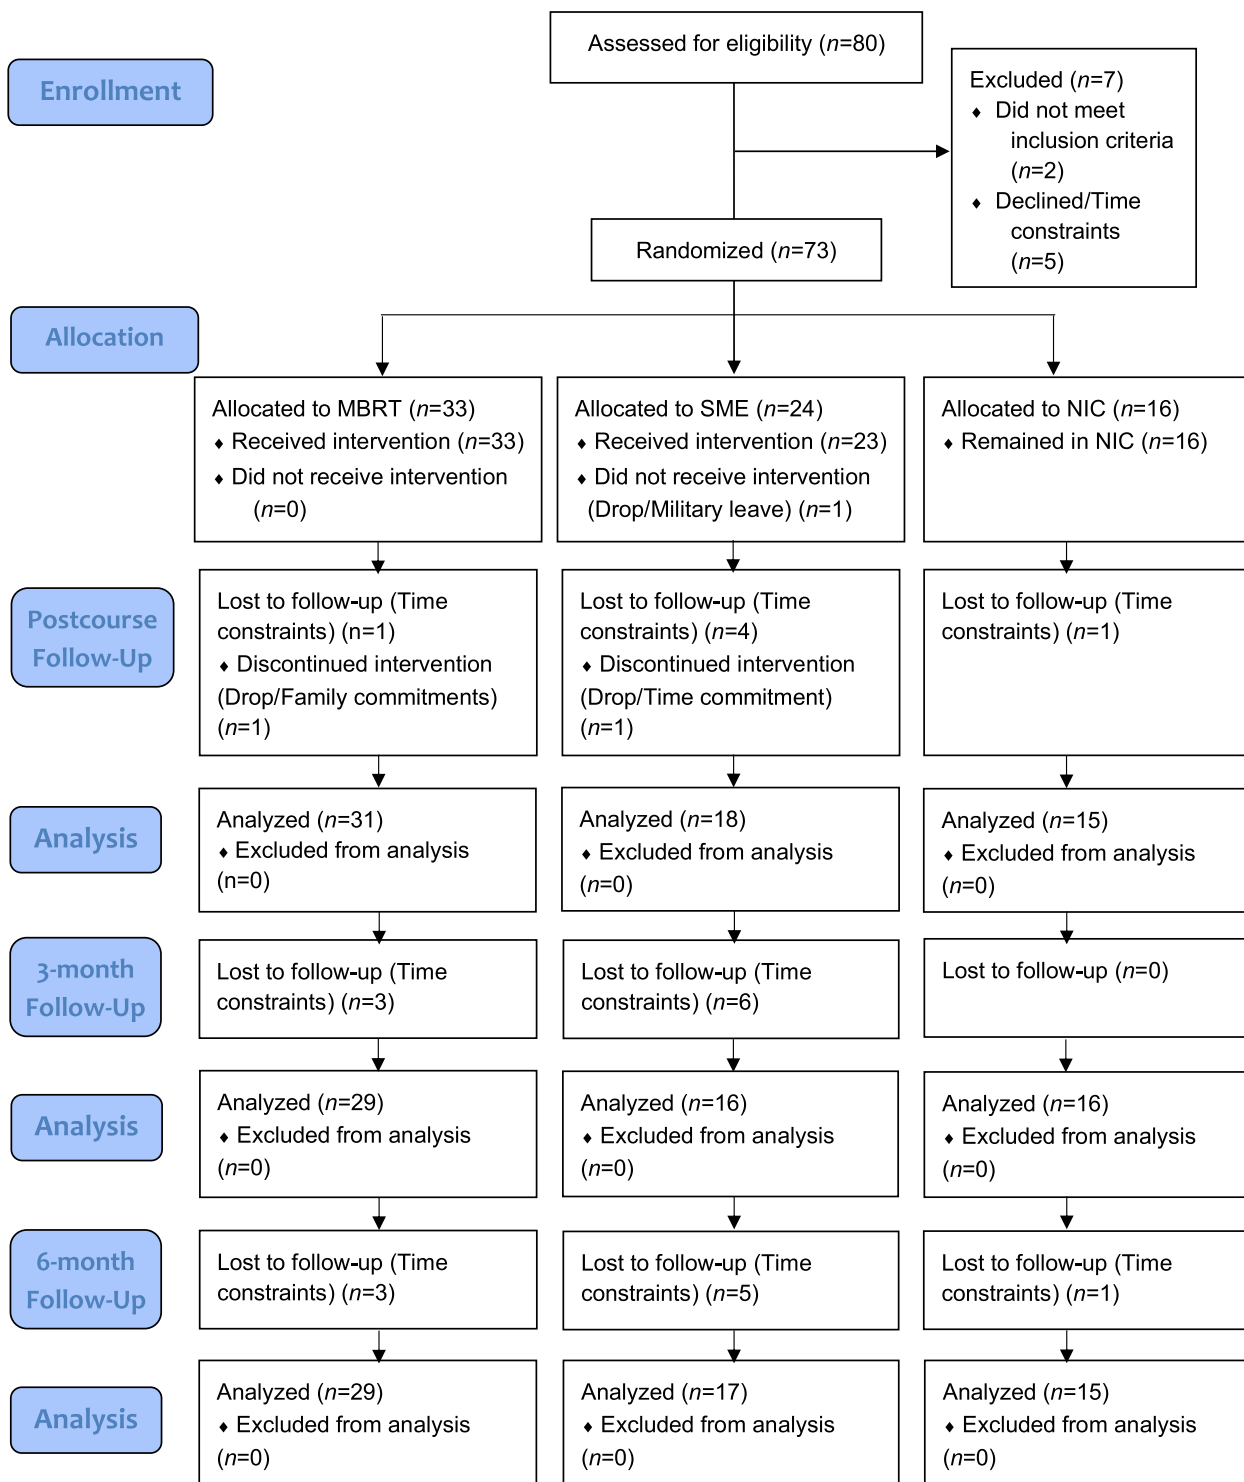 Assessed for eligibility (n=80)
Enrollment
Excluded (n=7)
♦ Did not meet
inclusion criteria
(n=2)
♦ Declined/Time
constraints
(n=5)
Randomized (n=73)
Allocation
Allocated to MBRT (n=33)
♦ Received intervention (n=33)
♦ Did not receive intervention
(n=0)
Allocated to SME (n=24)
♦ Received intervention (n=23)
♦ Did not receive intervention
(Drop/Military leave) (n=1)
Allocated to NIC (n=16)
♦ Remained in NIC (n=16)
Postcourse
Follow-Up
Lost to follow-up (Time
constraints) (n=1)
♦ Discontinued intervention
(Drop/Family commitments)
(n=1)
Lost to follow-up (Time
constraints) (n=4)
♦ Discontinued intervention
(Drop/Time commitment)
(n=1)
Lost to follow-up (Time
constraints) (n=1)
Analysis
Analyzed (n=31)
♦ Excluded from analysis
(n=0)
Analyzed (n=18)
♦ Excluded from analysis
(n=0)
Analyzed (n=15)
♦ Excluded from analysis
(n=0)
3-month
Follow-Up
Lost to follow-up (Time
constraints) (n=3)
Lost to follow-up (Time
constraints) (n=6)
Lost to follow-up (n=0)
Analysis
Analyzed (n=29)
♦ Excluded from analysis
(n=0)
Analyzed (n=16)
♦ Excluded from analysis
(n=0)
Analyzed (n=16)
♦ Excluded from analysis
(n=0)
6-month
Follow-Up
Lost to follow-up (Time
constraints) (n=3)
Lost to follow-up (Time
constraints) (n=5)
Lost to follow-up (Time
constraints) (n=1)
Analysis
Analyzed (n=29)
♦ Excluded from analysis
(n=0)
Analyzed (n=17)
♦ Excluded from analysis
(n=0)
Analyzed (n=15)
♦ Excluded from analysis
(n=0)